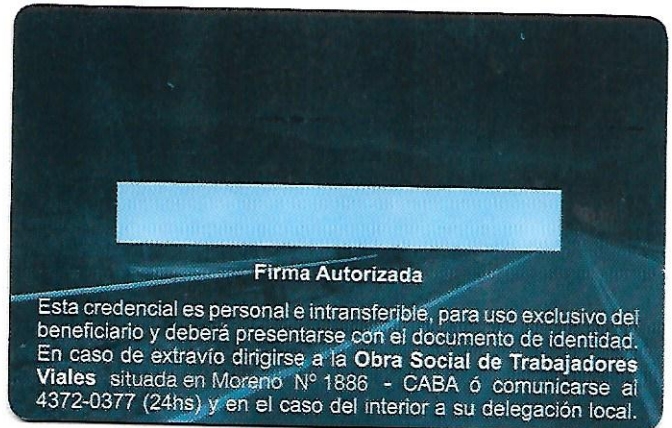 Firma Autorizada
Esta credencial es personal e intransferible, para uso exclusivo del
beneficiario y deberá presentarse con el documento de identidad.
En caso de extravío dirigirse a la Obra Social de Trabajadores
Viales situada en Moreno Nº 1886 - CABA ó comunicarse al
4372-0377 (24hs) y en el caso del interior a su delegación local.